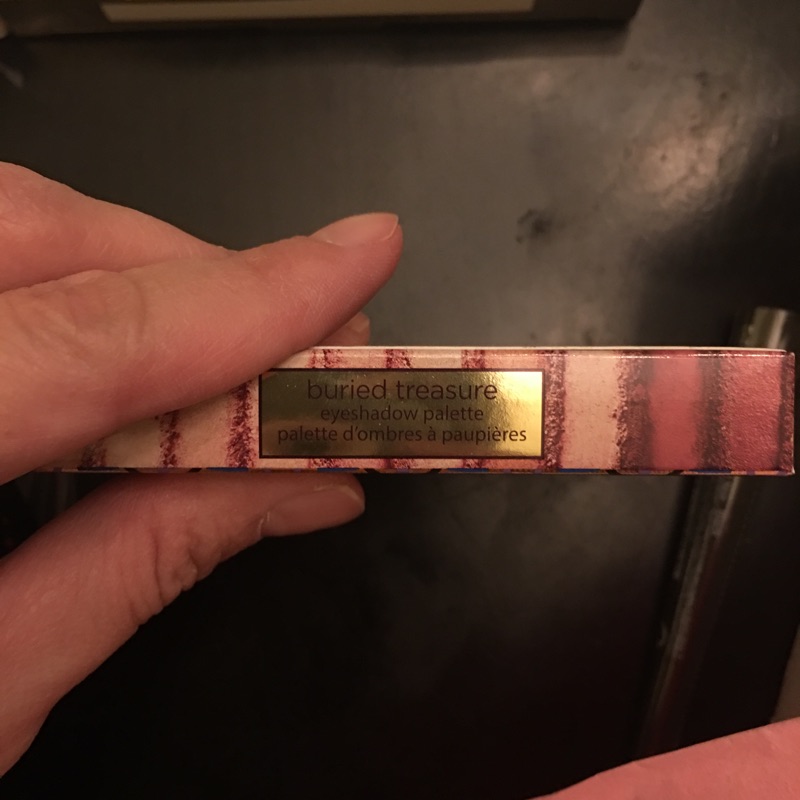 buried treasure
eyeshadow palette
palette d'ombres à paupières